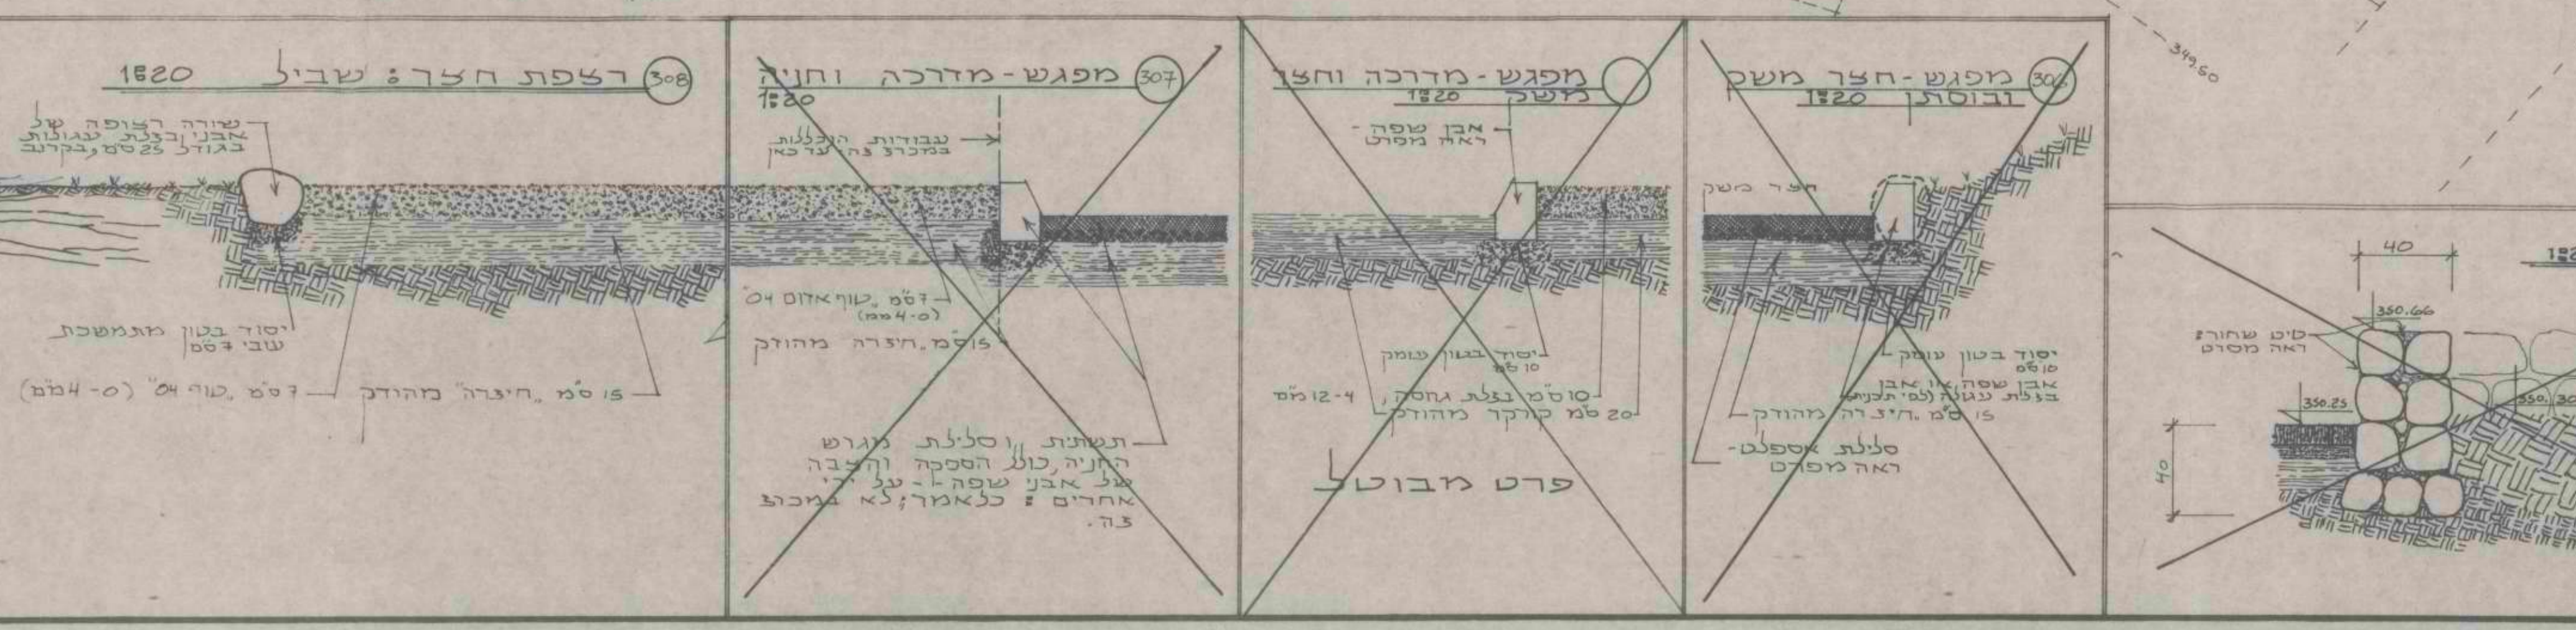 349.60
306
מפגש - חצר משק
ובוסתן 1:20
חצר משק
יסוד בטון עומק
10 ס"מ
אבן שפה או אבן
בזלת עגולה (לפי תכנית)
15 ס"מ "חיצרה" מהודק
סלילת אספלט -
ראה מפרט
מפגש - מדרכה וחצר
משק 1:20
אבן שפה -
ראה מפרט
יסוד בטון עומק
10 ס"מ
10 ס"מ בזלת גרוסה, 12-4 מ"מ
20 ס"מ כורכר מהודק
פרט מבוטל
307
מפגש - מדרכה וחניה
1:20
עבודות הנכללות
במכרז זה: עד כאן
7 ס"מ "טוף אדום 04"
(0-4 מ"מ)
15 ס"מ "חיצרה" מהודק
תשתית וסלילת מגרש
החניה, כולל הספקה והצבה
של אבני שפה - על ידי
אחרים: כלאמר; לא במכרז
זה.
308
רצפת חצר: שביל 1:20
שורה רצופה של
אבני בזלת עגולות
בגודל 25 ס"מ, בקרוב
יסוד בטון מתמשכת
עובי 7 ס"מ
15 ס"מ "חיצרה" מהודק
7 ס"מ "טוף 04" (0-4 מ"מ)
40
350.66
טיט שחור:
ראה מפרט
350.25
40